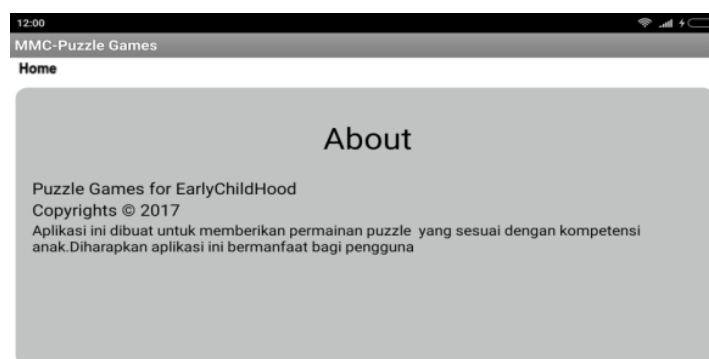 12:00
MMC-Puzzle Games
Home
About
Puzzle Games for EarlyChildHood
Copyrights © 2017
Aplikasi ini dibuat untuk memberikan permainan puzzle yang sesuai dengan kompetensi
anak.Diharapkan aplikasi ini bermanfaat bagi pengguna